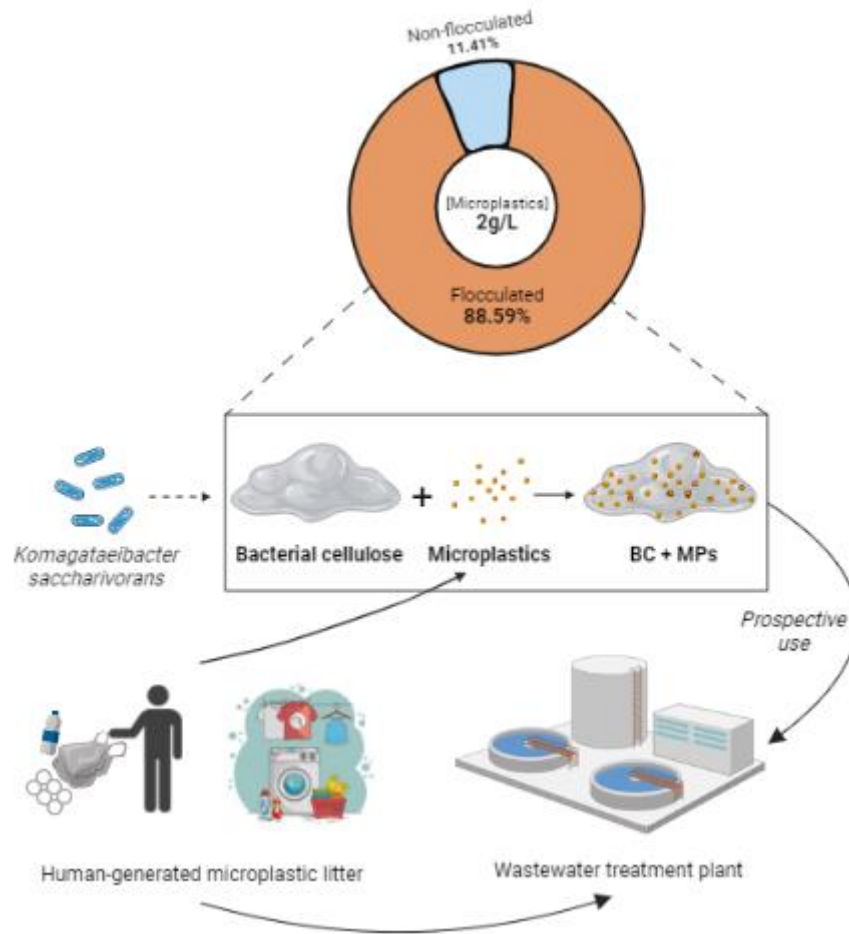 Non-flocculated
11.41%
[Microplastics]
2g/L
Flocculated
88.59%
Bacterial cellulose
+
Microplastics
BC + MPs
Komagataeibacter
saccharivorans
Prospective
use
Human-generated microplastic litter
Wastewater treatment plant